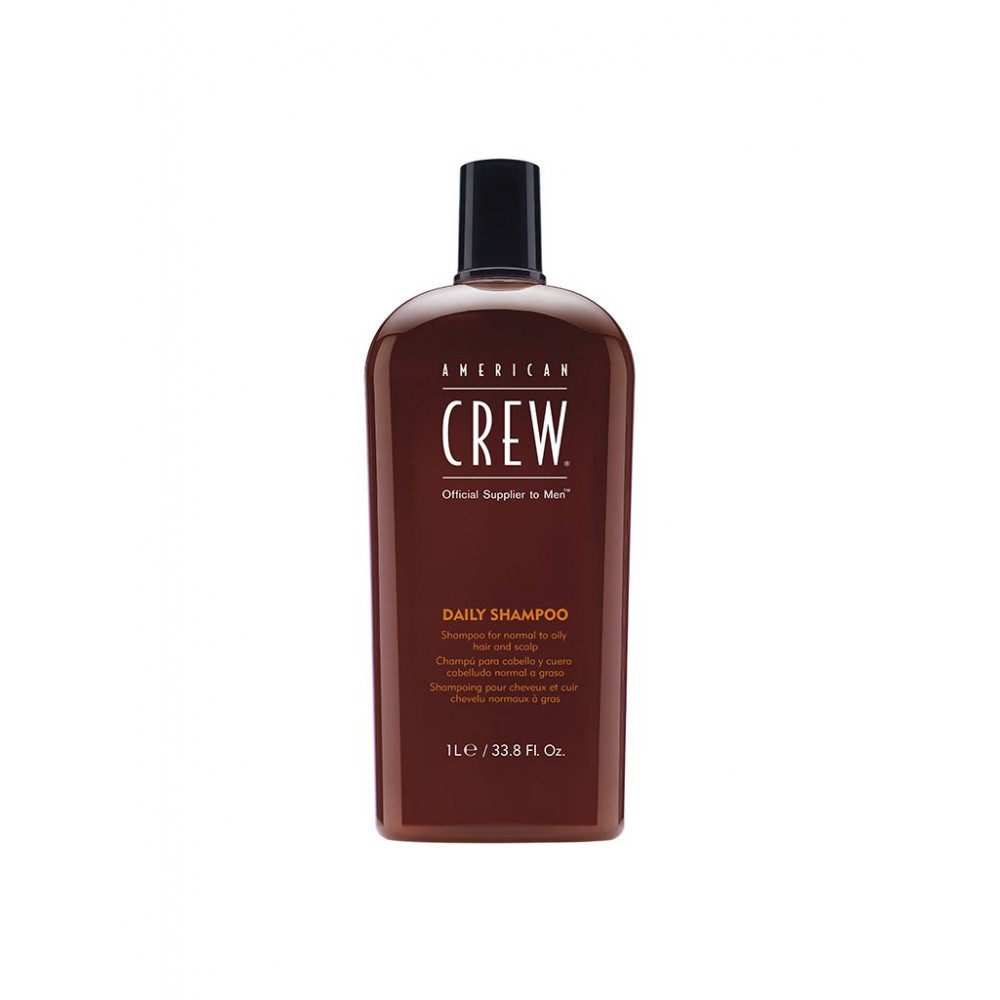 AMERICAN
CREW®
Official Supplier to Men™
DAILY SHAMPOO
Shampoo for normal to oily
hair and scalp
Champú para cabello y cuero
cabelludo normal a graso
Shampoing pour cheveux et cuir
chevelu normaux à gras
1L℮ / 33.8 Fl. Oz.